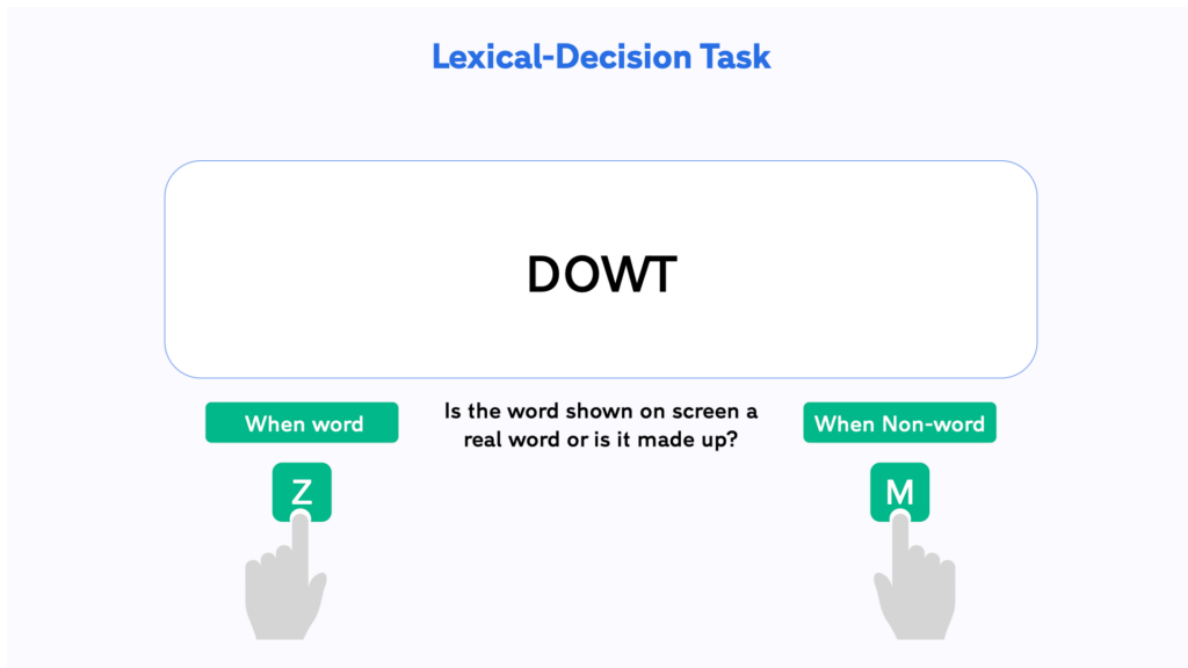 Lexical-Decision Task
DOWT
When word
Is the word shown on screen a
real word or is it made up?
When Non-word
Z
M